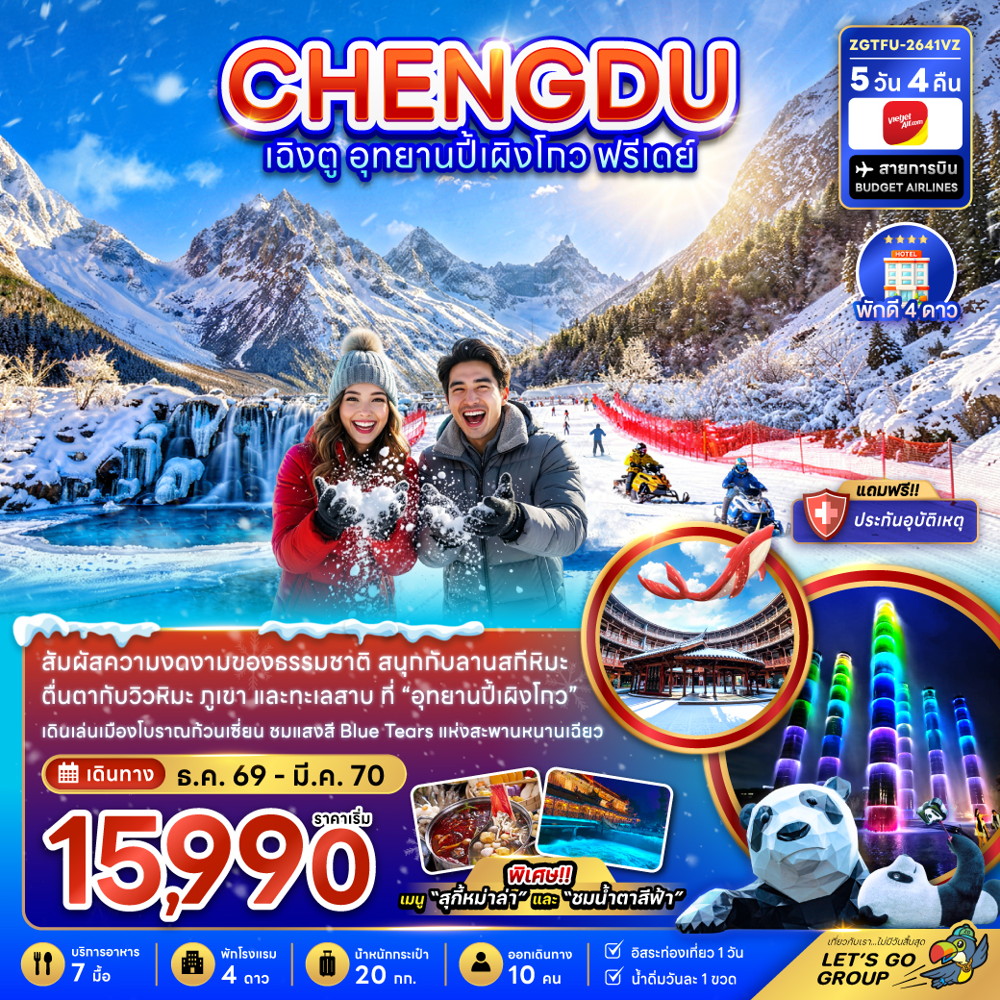 CHENGDU
เฉิงตู อุทยานปี้เผิงโกว ฟรีเดย์
ZGTFU-2641VZ
5 วัน 4 คืน
Vietjet Air.com
สายการบิน
BUDGET AIRLINES
HOTEL
พักดี 4 ดาว
แถมฟรี!!
ประกันอุบัติเหตุ
สัมผัสความงดงามของธรรมชาติ สนุกกับลานสกีหิมะ
ตื่นตากับวิวหิมะ ภูเขา และทะเลสาบ ที่ “อุทยานปี้เผิงโกว”
เดินเล่นเมืองโบราณก้วนเซี่ยน ชมแสงสี Blue Tears แห่งสะพานหนานเฉียว
เดินทาง ธ.ค. 69 - มี.ค. 70
ราคาเริ่ม
15,990
พิเศษ!!
เมนู “สุกี้หม่าล่า” และ “ชมน้ำตาสีฟ้า”
บริการอาหาร
7 มื้อ
พักโรงแรม
4 ดาว
น้ำหนักกระเป๋า
20 กก.
ออกเดินทาง
10 คน
อิสระท่องเที่ยว 1 วัน
น้ำดื่มวันละ 1 ขวด
เที่ยวกับเรา...ไม่มีวันสิ้นสุด
LET'S GO
GROUP